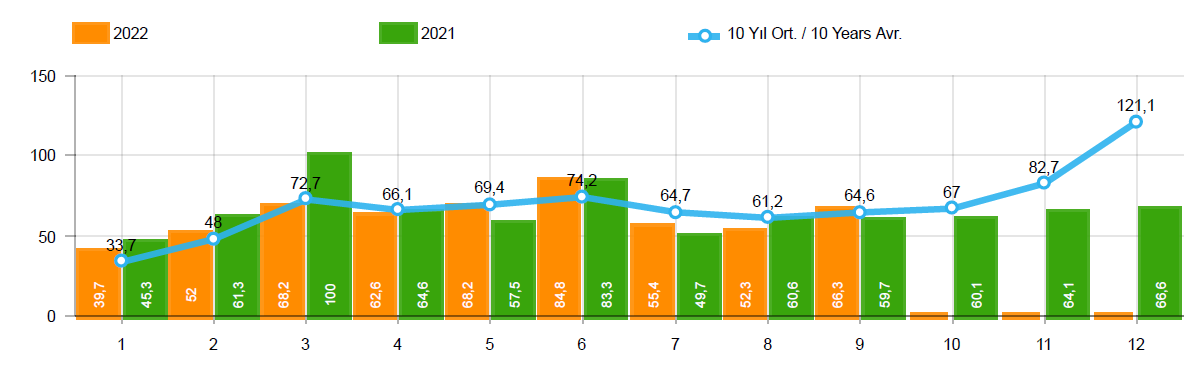 2022 2021 10 Yıl Ort. / 10 Years Avr.
150
100
50
0
33,7 48 72,7 66,1 69,4 74,2 64,7 61,2 64,6 67 82,7 121,1
39,7 45,3 52 61,3 68,2 100 62,6 64,6 68,2 57,5 84,8 83,3 55,4 49,7 52,3 60,6 66,3 59,7 60,1 64,1 66,6
1 2 3 4 5 6 7 8 9 10 11 12